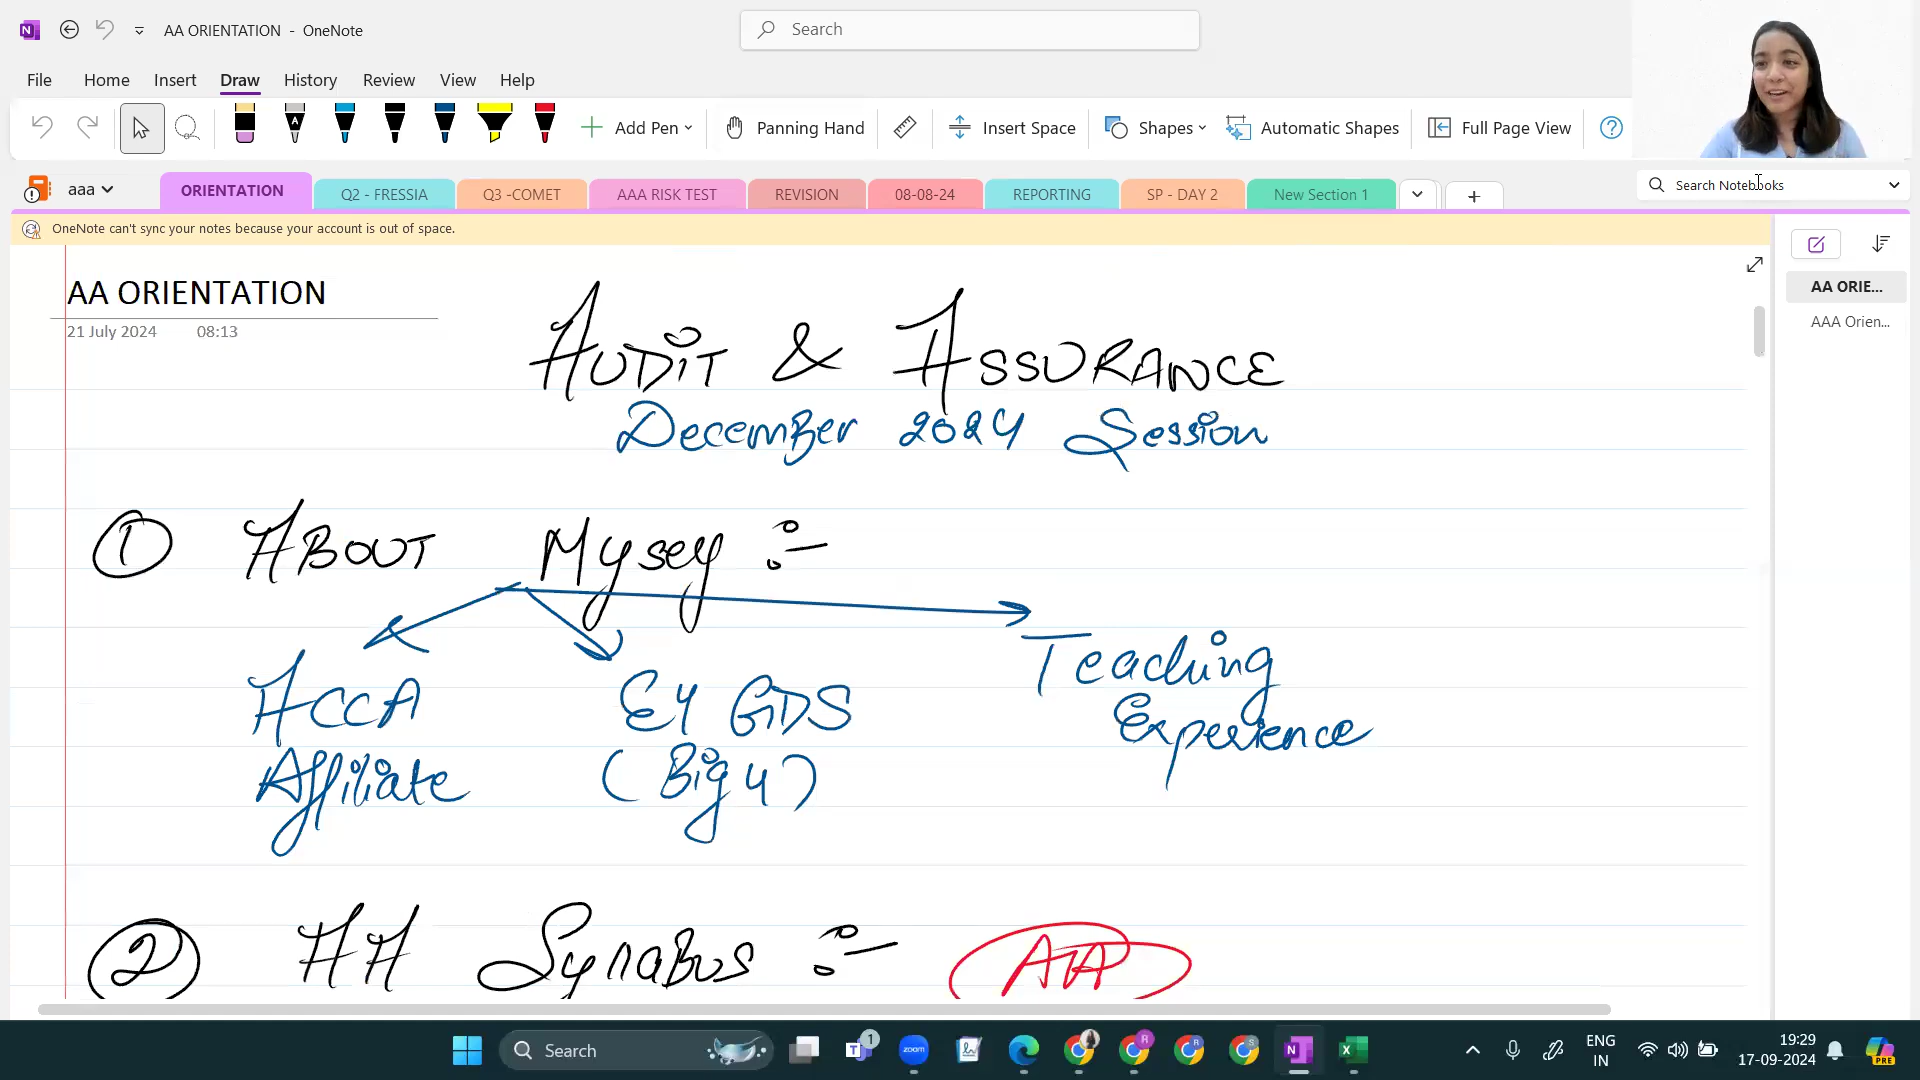 AA ORIENTATION - OneNote
Search
File Home Insert Draw History Review View Help
Add Pen Panning Hand Insert Space Shapes Automatic Shapes Full Page View
aaa ORIENTATION Q2 - FRESSIA Q3 -COMET AAA RISK TEST REVISION 08-08-24 REPORTING SP - DAY 2 New Section 1 Search Notebooks
OneNote can't sync your notes because your account is out of space.
AA ORIENTATION
21 July 2024 08:13
AA ORIE...
AAA Orien...
AUDIT & ASSURANCE
December 2024 Session
1 ABOUT Myself :-
ACCA Affiliate
EY GDS (Big 4)
Teaching Experience
2 AA Syllabus :- AAA
Search
1
zoom
ENG
IN
19:29
17-09-2024
PRE